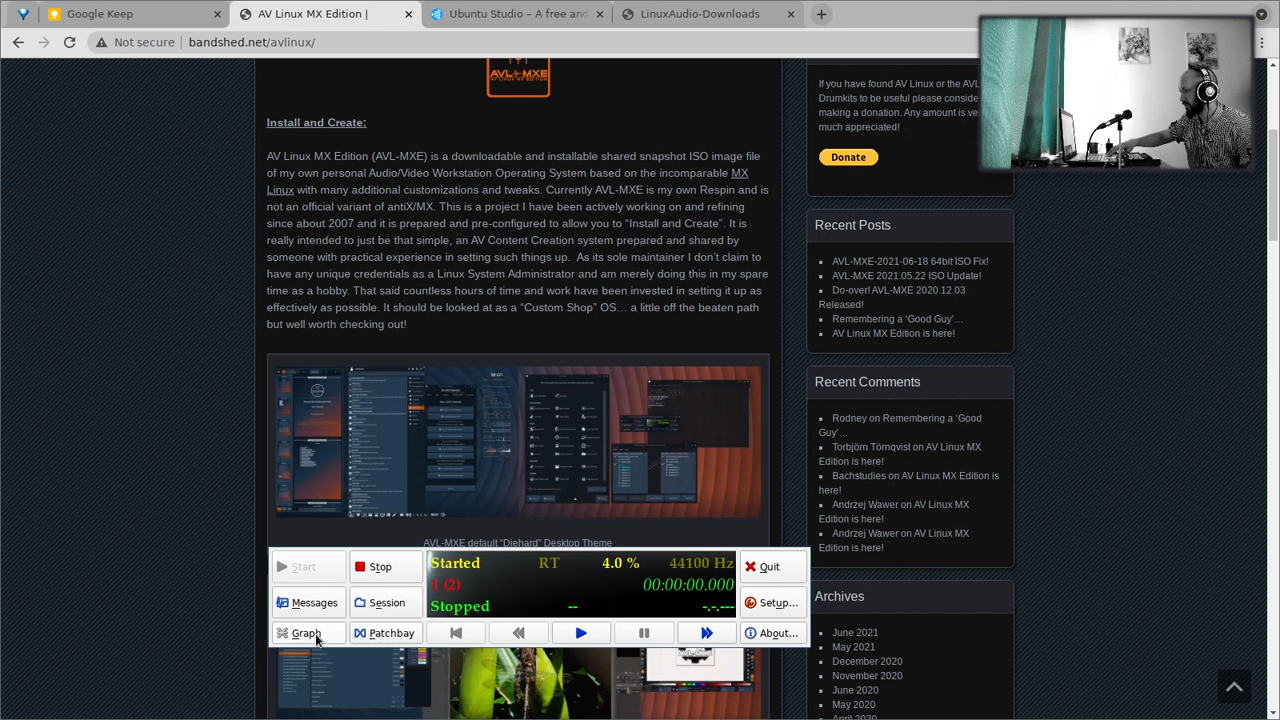 Google Keep
AV Linux MX Edition |
Ubuntu Studio – A free and
LinuxAudio-Downloads
Not secure
bandshed.net/avlinux/
AVL-MXE
AV LINUX MX EDITION
Install and Create:
AV Linux MX Edition (AVL-MXE) is a downloadable and installable shared snapshot ISO image file
of my own personal Audio/Video Workstation Operating System based on the incomparable MX
Linux with many additional customizations and tweaks. Currently AVL-MXE is my own Respin and is
not an official variant of antiX/MX. This is a project I have been actively working on and refining
since about 2007 and it is prepared and pre-configured to allow you to “Install and Create”. It is
really intended to just be that simple, an AV Content Creation system prepared and shared by
someone with practical experience in setting such things up. As its sole maintainer I don’t claim to
have any unique credentials as a Linux System Administrator and am merely doing this in my spare
time as a hobby. That said countless hours of time and work have been invested in setting it up as
effectively as possible. It should be looked at as a “Custom Shop” OS… a little off the beaten path
but well worth checking out!
AVL-MXE default “Diehard” Desktop Theme
If you have found AV Linux or the AVL
Drumkits to be useful please conside
making a donation. Any amount is ve
much appreciated!
Donate
Recent Posts
AVL-MXE-2021-06-18 64bit ISO Fix!
AVL-MXE 2021.05.22 ISO Update!
Do-over! AVL-MXE 2020.12.03
Released!
Remembering a ‘Good Guy’…
AV Linux MX Edition is here!
Recent Comments
Rodney on Remembering a ‘Good
Guy’…
Torbjörn Törnqvist on AV Linux MX
Edition is here!
Bachstudies on AV Linux MX Edition is
here!
Andrzej Wawer on AV Linux MX
Edition is here!
Andrzej Wawer on AV Linux MX
Edition is here!
Archives
June 2021
May 2021
December 2020
November 2020
June 2020
May 2020
April 2020
Start
Stop
Started RT 4.0 % 44100 Hz
Quit
1 (2) 00:00:00.000
Messages
Session
Stopped -- -.-.---
Setup...
Graph
Patchbay
About...